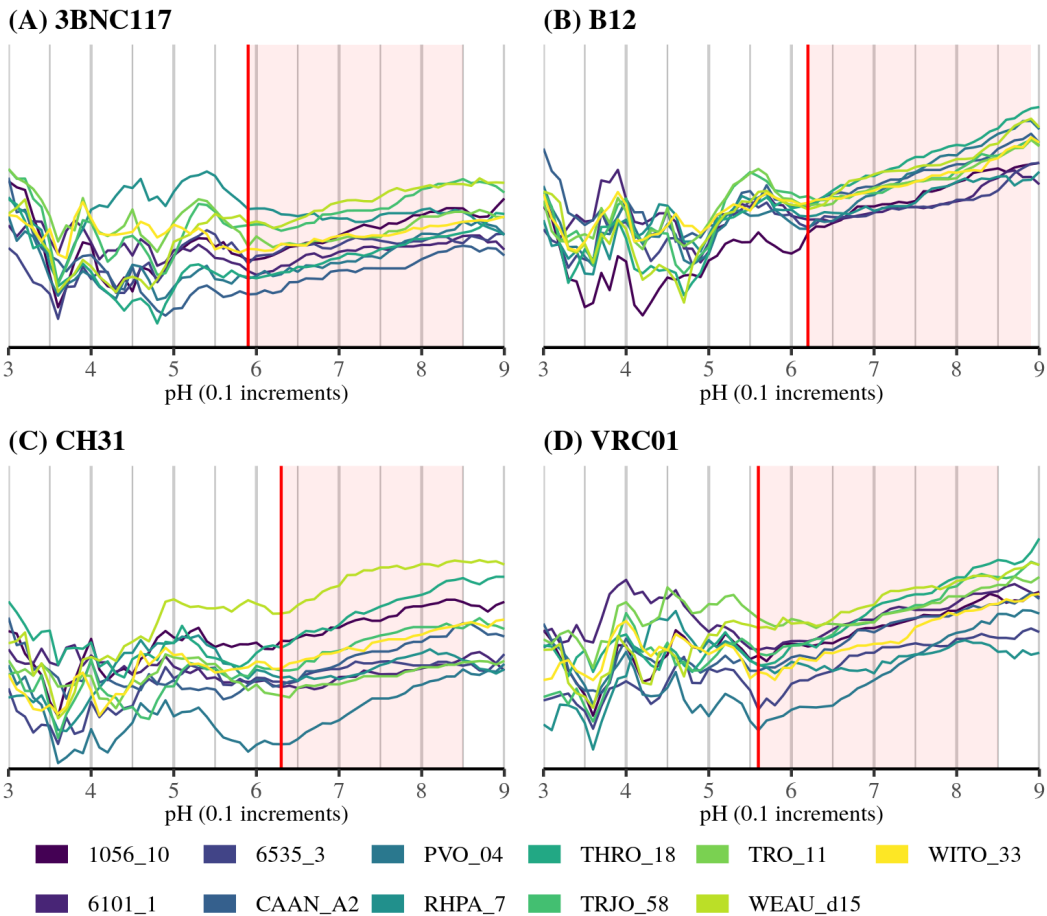 (A) 3BNC117
(B) B12
3 4 5 6 7 8 9
3 4 5 6 7 8 9
pH (0.1 increments)
pH (0.1 increments)
(C) CH31
(D) VRC01
3 4 5 6 7 8 9
3 4 5 6 7 8 9
pH (0.1 increments)
pH (0.1 increments)
1056_10 6535_3 PVO_04 THRO_18 TRO_11 WITO_33
6101_1 CAAN_A2 RHPA_7 TRJO_58 WEAU_d15